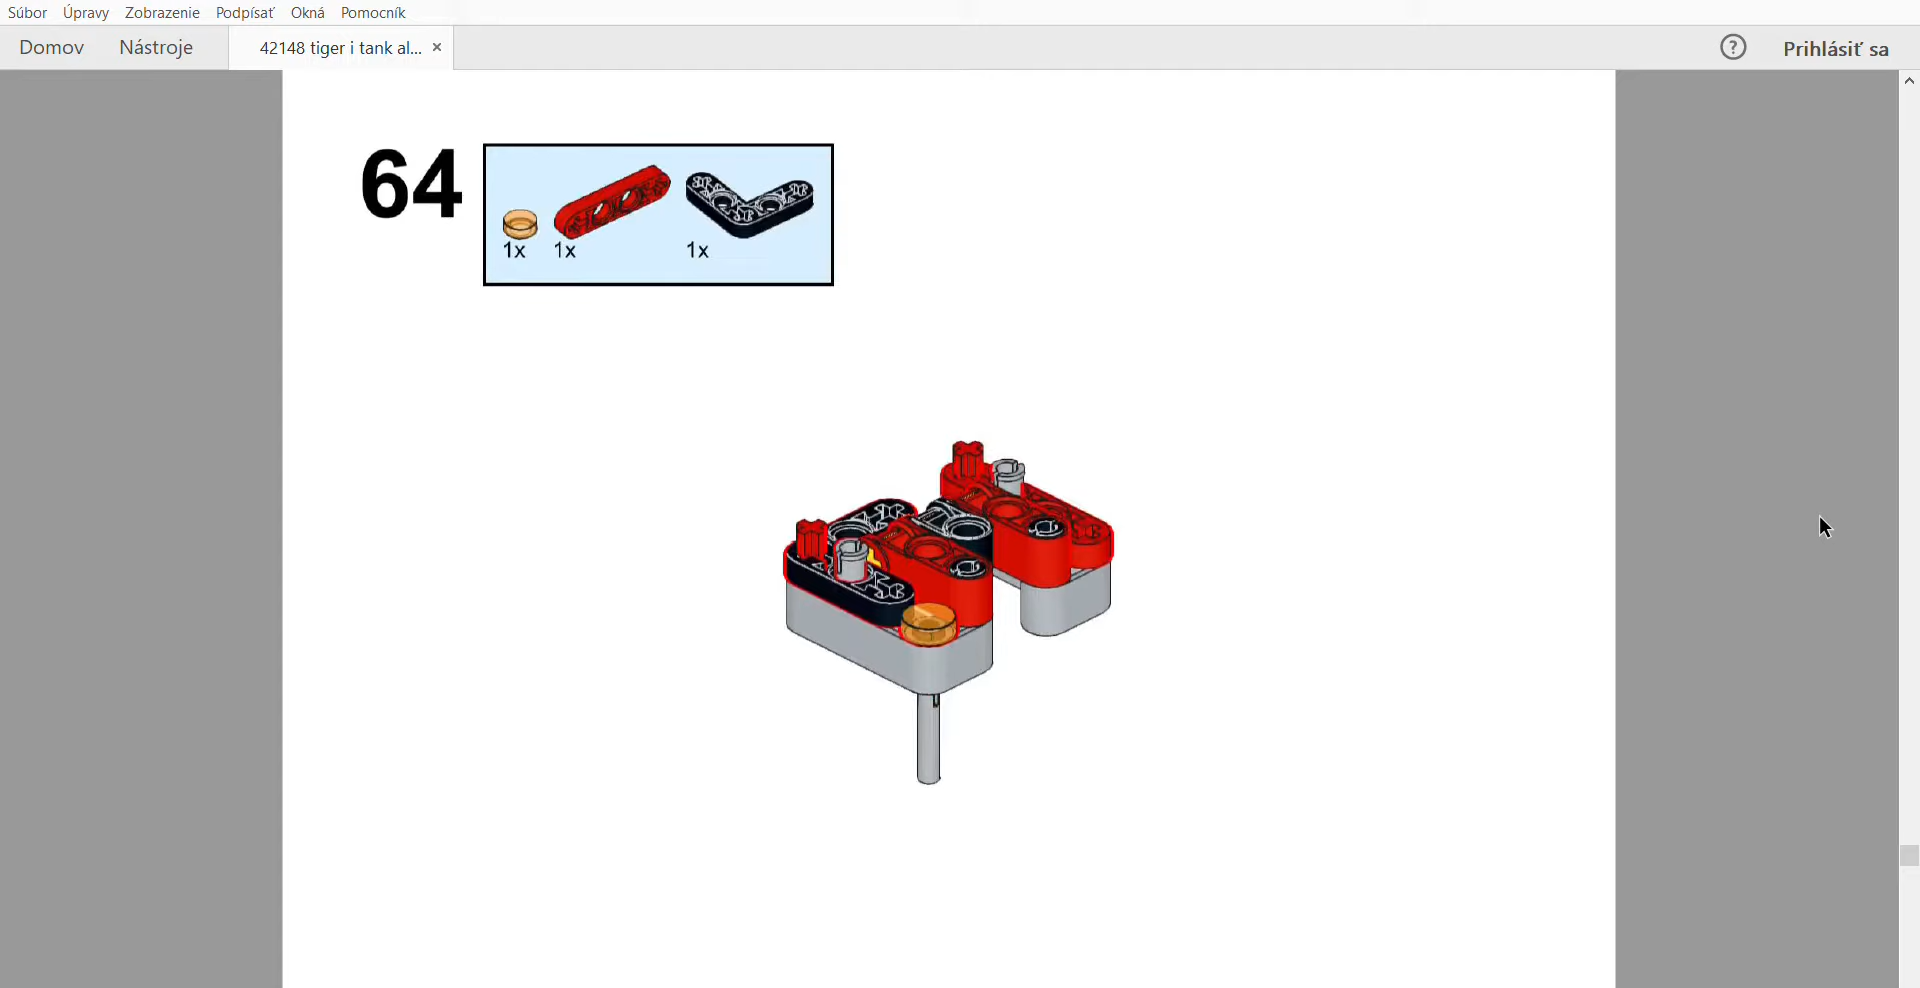 Súbor Úpravy Zobrazenie Podpísať Okná Pomocník
Domov Nástroje 42148 tiger i tank al... × ? Prihlásiť sa
64
1x 1x 1x